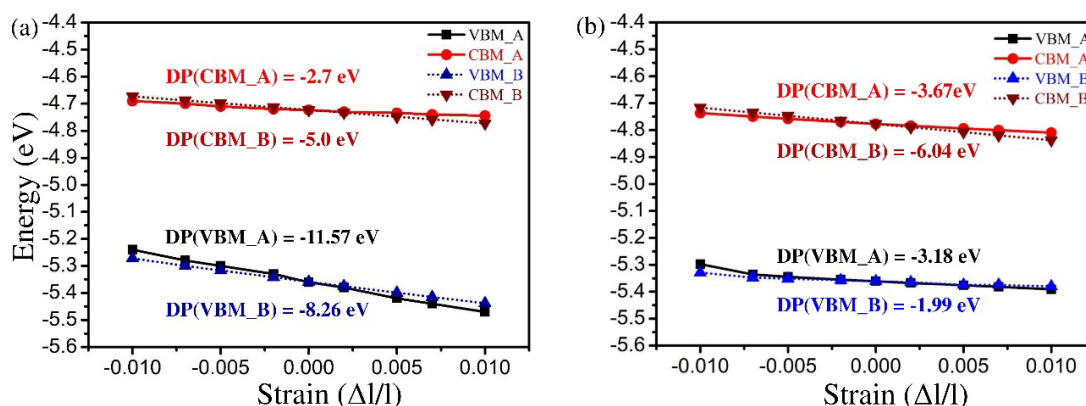 (a)
Energy (eV)
-4.4
-4.5
-4.6
-4.7
-4.8
-4.9
-5.0
-5.1
-5.2
-5.3
-5.4
-5.5
-5.6
VBM_A
CBM_A
VBM_B
CBM_B
DP(CBM_A) = -2.7 eV
DP(CBM_B) = -5.0 eV
DP(VBM_A) = -11.57 eV
DP(VBM_B) = -8.26 eV
-0.010 -0.005 0.000 0.005 0.010
Strain (Δl/l)
(b)
-4.4
-4.5
-4.6
-4.7
-4.8
-4.9
-5.0
-5.1
-5.2
-5.3
-5.4
-5.5
-5.6
VBM_A
CBM_A
VBM_B
CBM_B
DP(CBM_A) = -3.67eV
DP(CBM_B) = -6.04 eV
DP(VBM_A) = -3.18 eV
DP(VBM_B) = -1.99 eV
-0.010 -0.005 0.000 0.005 0.010
Strain (Δl/l)